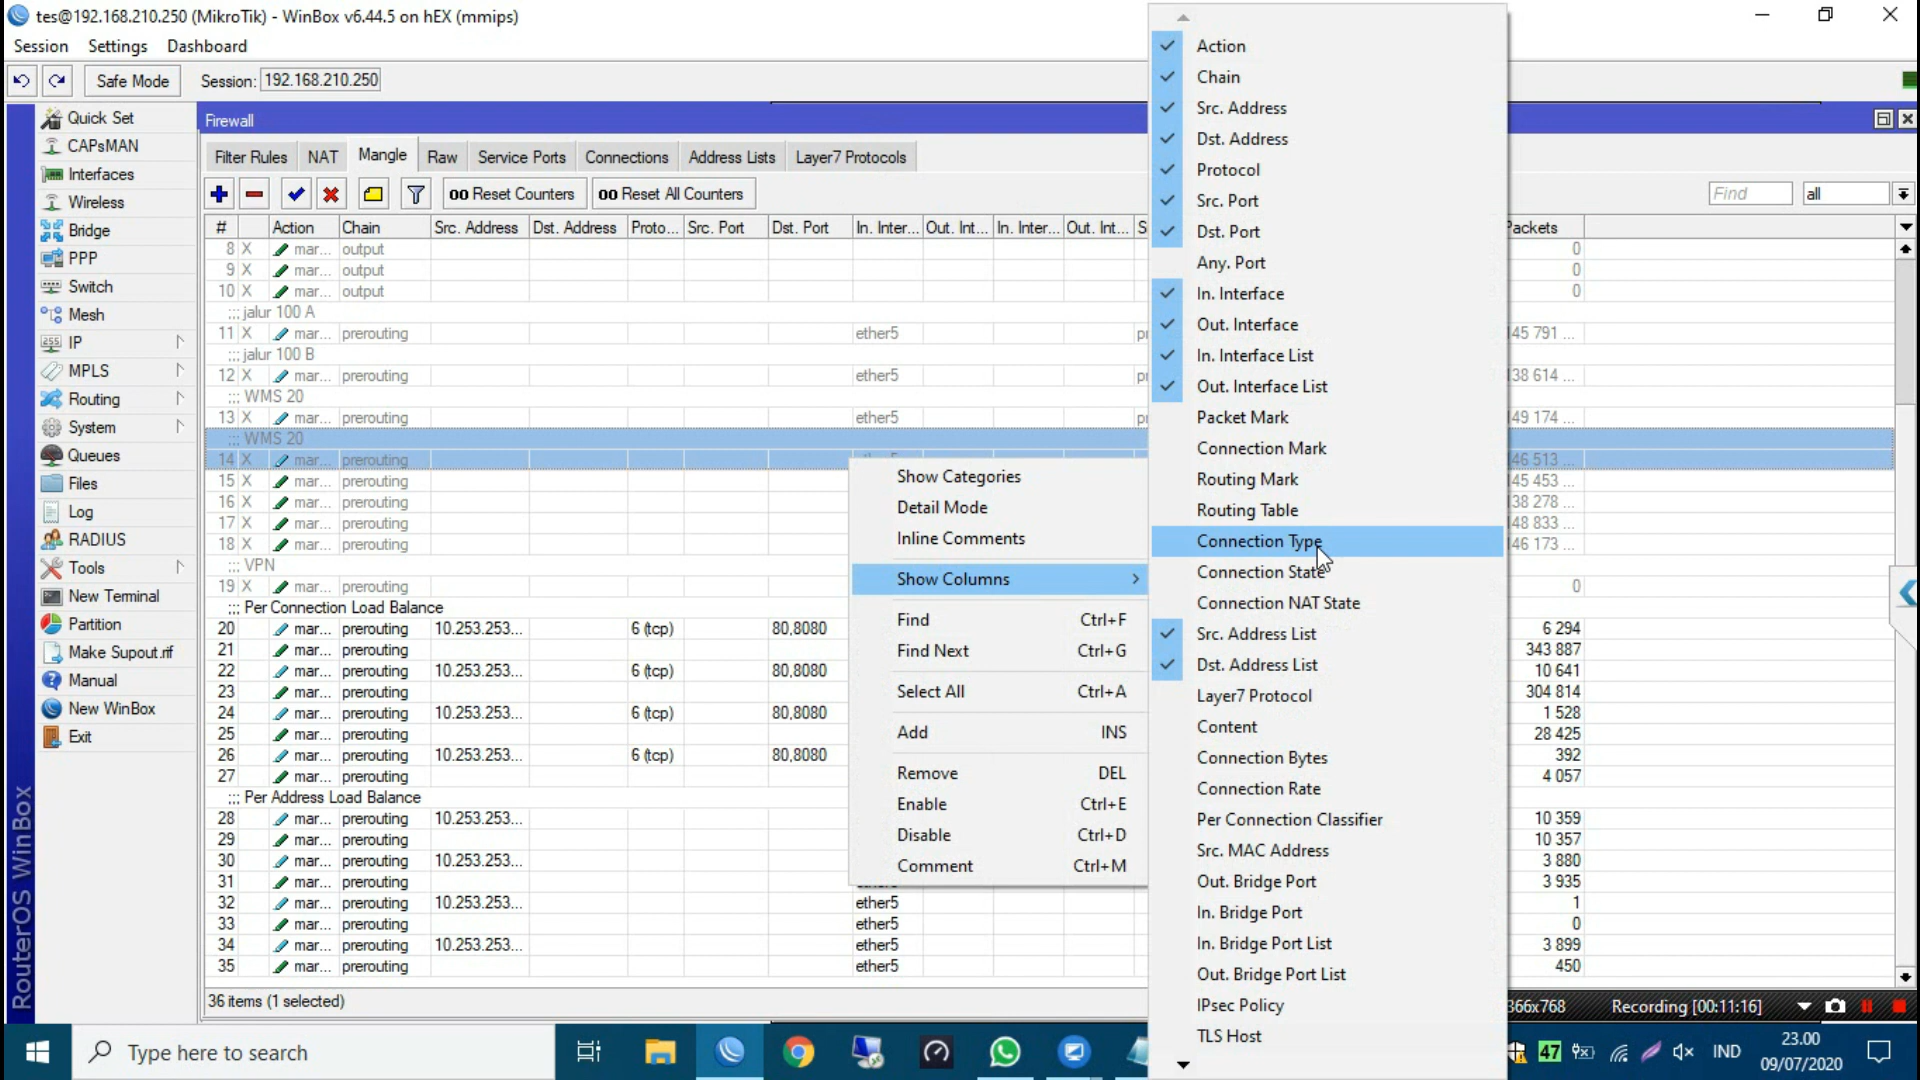 tes@192.168.210.250 (MikroTik) - WinBox v6.44.5 on hEX (mmips)
Session Settings Dashboard
Safe Mode Session: 192.168.210.250
Quick Set
CAPsMAN
Interfaces
Wireless
Bridge
PPP
Switch
Mesh
IP
MPLS
Routing
System
Queues
Files
Log
RADIUS
Tools
New Terminal
Partition
Make Supout.rif
Manual
New WinBox
Exit
RouterOS WinBox
Firewall
Filter Rules NAT Mangle Raw Service Ports Connections Address Lists Layer7 Protocols
00 Reset Counters 00 Reset All Counters Find all
# Action Chain Src. Address Dst. Address Proto... Src. Port Dst. Port In. Inter... Out. Int... In. Inter... Out. Int... S Packets
8 X mar... output 0
9 X mar... output 0
10 X mar... output 0
;;; jalur 100 A
11 X mar... prerouting ether5 145 791 ...
;;; jalur 100 B
12 X mar... prerouting ether5 138 614 ...
;;; WMS 20
13 X mar... prerouting ether5 149 174 ...
;;; WMS 20
14 X mar... prerouting 146 513 ...
15 X mar... prerouting 145 453 ...
16 X mar... prerouting 138 278 ...
17 X mar... prerouting 148 833 ...
18 X mar... prerouting 146 173 ...
;;; VPN
19 X mar... prerouting 0
;;; Per Connection Load Balance
20 mar... prerouting 10.253.253... 6 (tcp) 80,8080 6 294
21 mar... prerouting 343 887
22 mar... prerouting 10.253.253... 6 (tcp) 80,8080 10 641
23 mar... prerouting 304 814
24 mar... prerouting 10.253.253... 6 (tcp) 80,8080 1 528
25 mar... prerouting 28 425
26 mar... prerouting 10.253.253... 6 (tcp) 80,8080 392
27 mar... prerouting 4 057
;;; Per Address Load Balance
28 mar... prerouting 10.253.253... 10 359
29 mar... prerouting 10 357
30 mar... prerouting 10.253.253... 3 880
31 mar... prerouting 3 935
32 mar... prerouting 10.253.253... ether5 1
33 mar... prerouting ether5 0
34 mar... prerouting 10.253.253... ether5 3 899
35 mar... prerouting ether5 450
36 items (1 selected)
Show Categories
Detail Mode
Inline Comments
Show Columns
Find Ctrl+F
Find Next Ctrl+G
Select All Ctrl+A
Add INS
Remove DEL
Enable Ctrl+E
Disable Ctrl+D
Comment Ctrl+M
Action
Chain
Src. Address
Dst. Address
Protocol
Src. Port
Dst. Port
Any. Port
In. Interface
Out. Interface
In. Interface List
Out. Interface List
Packet Mark
Connection Mark
Routing Mark
Routing Table
Connection Type
Connection State
Connection NAT State
Src. Address List
Dst. Address List
Layer7 Protocol
Content
Connection Bytes
Connection Rate
Per Connection Classifier
Src. MAC Address
Out. Bridge Port
In. Bridge Port
In. Bridge Port List
Out. Bridge Port List
IPsec Policy
TLS Host
366x768 Recording [00:11:16]
Type here to search
47 IND 23.00
09/07/2020